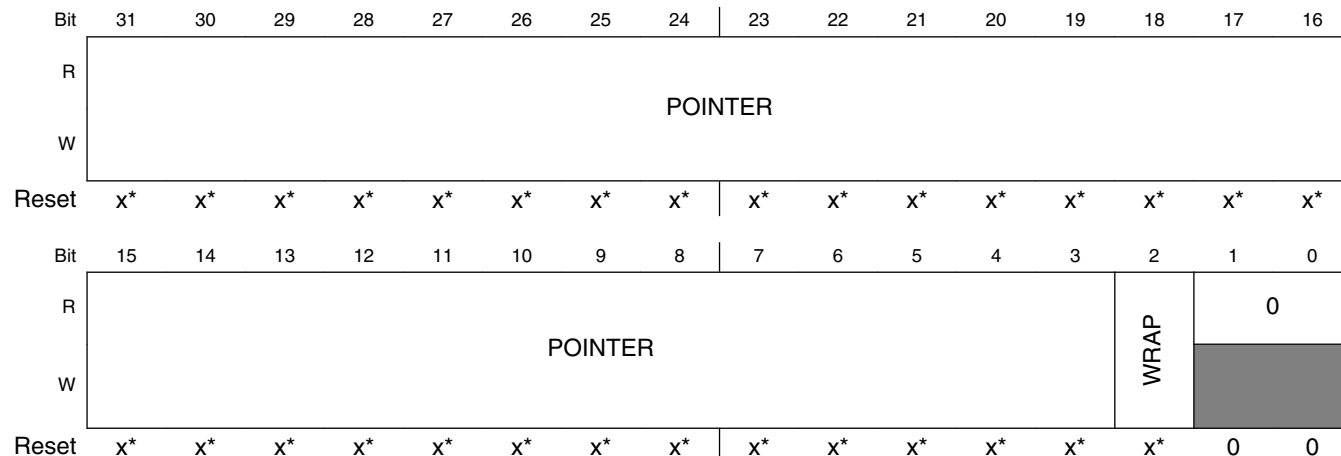 Bit 31 30 29 28 27 26 25 24 23 22 21 20 19 18 17 16
R
POINTER
W
Reset x* x* x* x* x* x* x* x* x* x* x* x* x* x* x* x*
Bit 15 14 13 12 11 10 9 8 7 6 5 4 3 2 1 0
R 0
POINTER WRAP
W
Reset x* x* x* x* x* x* x* x* x* x* x* x* x* x* 0 0